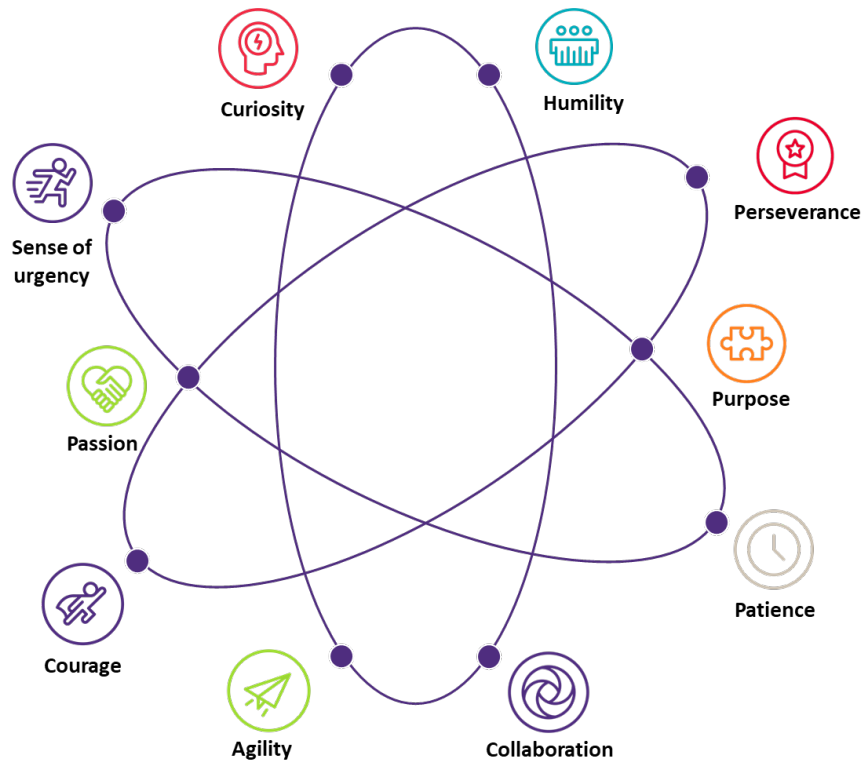 Curiosity
Humility
Perseverance
Sense of
urgency
Purpose
Passion
Patience
Courage
Agility
Collaboration